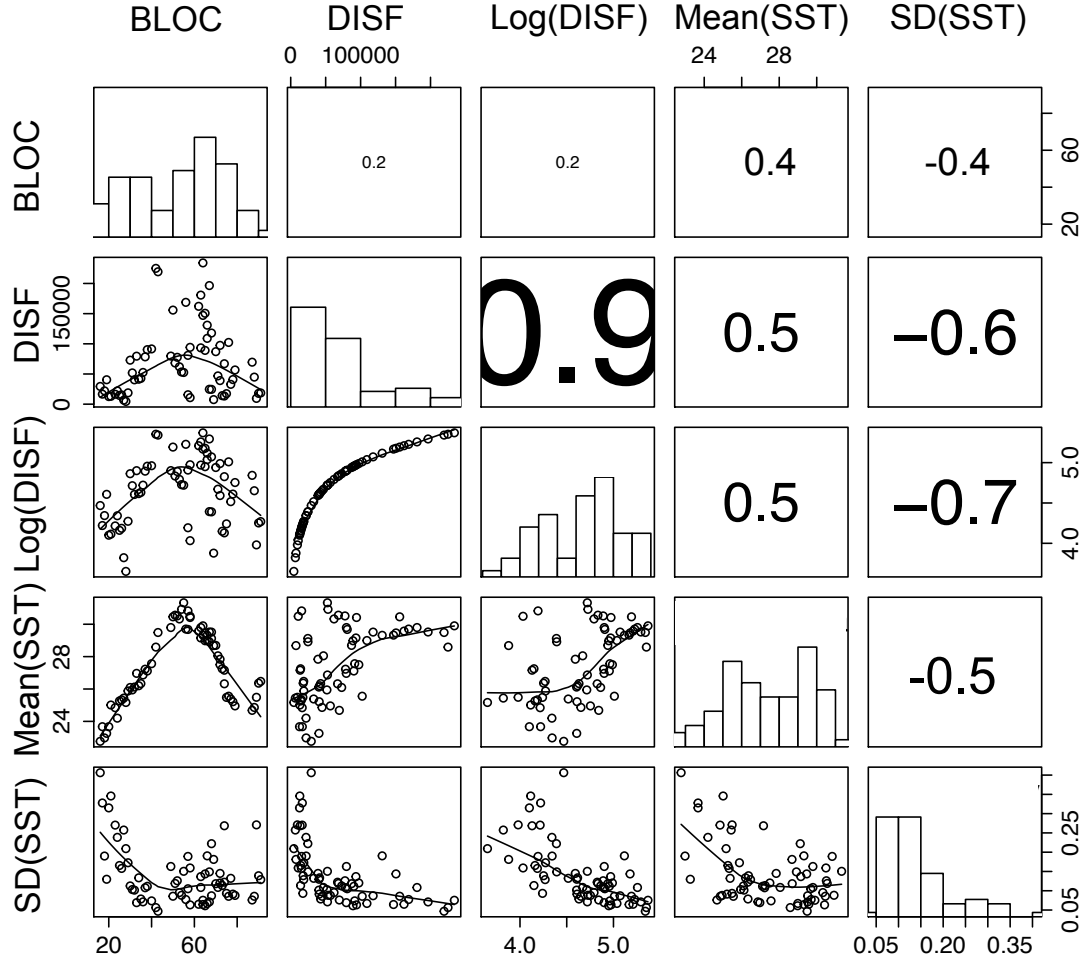 BLOC DISF Log(DISF) Mean(SST) SD(SST)
0 100000 24 28
BLOC 0.2 0.2 0.4 -0.4 20 60
DISF 0 150000 0.9 0.5 −0.6
Log(DISF) 0.5 −0.7 4.0 5.0
Mean(SST) 24 28 -0.5
SD(SST) 0.05 0.15 0.25
20 60 4.0 5.0 0.05 0.20 0.35